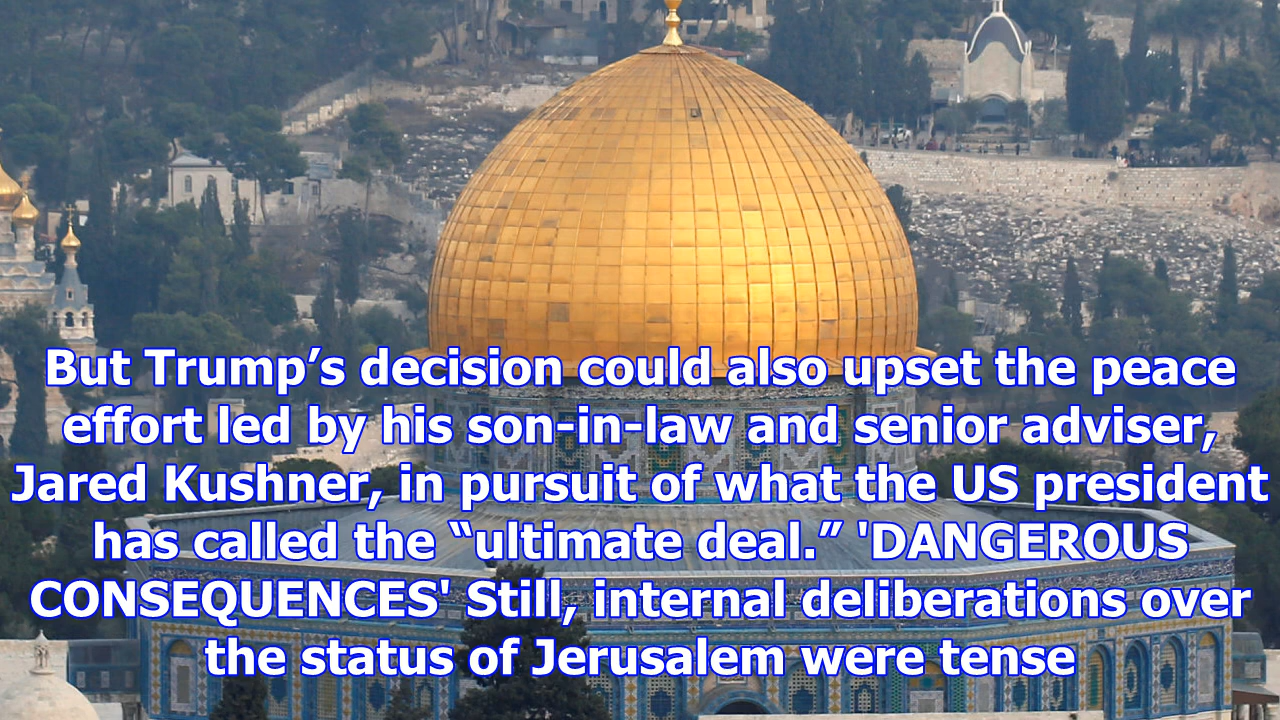 But Trump’s decision could also upset the peace
effort led by his son-in-law and senior adviser,
Jared Kushner, in pursuit of what the US president
has called the “ultimate deal.” 'DANGEROUS
CONSEQUENCES' Still, internal deliberations over
the status of Jerusalem were tense